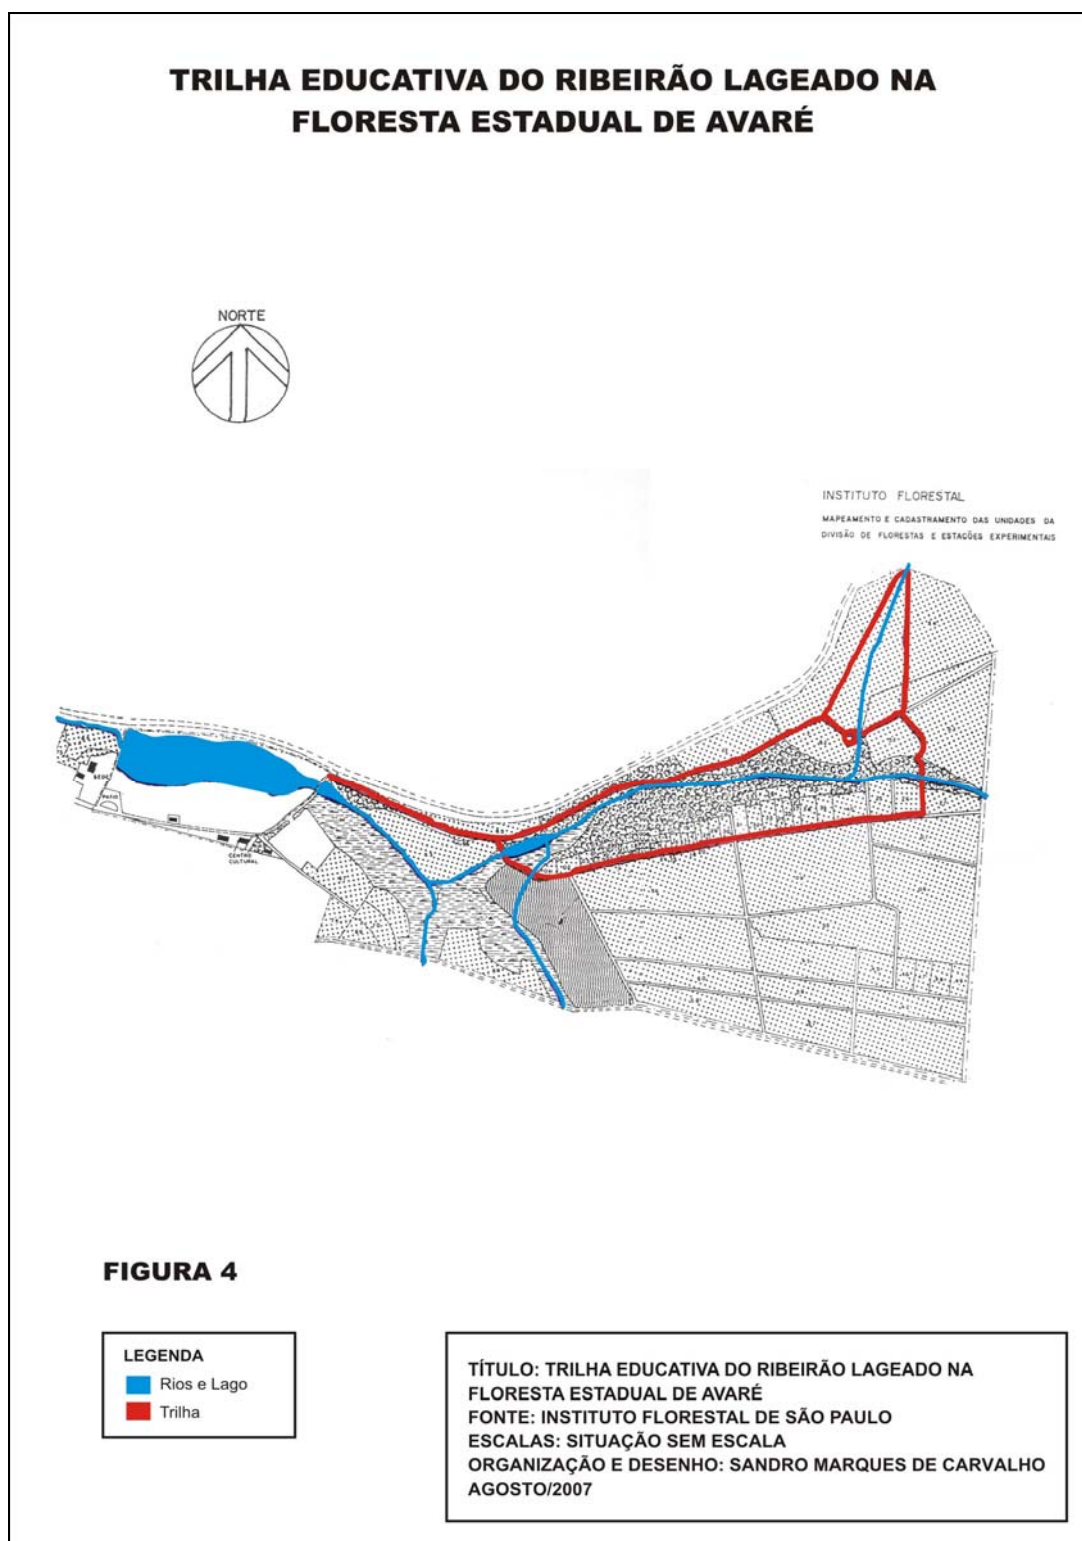 TRILHA EDUCATIVA DO RIBEIRÃO LAGEADO NA
FLORESTA ESTADUAL DE AVARÉ
NORTE
INSTITUTO FLORESTAL
MAPEAMENTO E CADASTRAMENTO DAS UNIDADES DA
DIVISÃO DE FLORESTAS E ESTAÇÕES EXPERIMENTAIS
SEDE
PATIO
CENTRO
CULTURAL
FIGURA 4
LEGENDA
Rios e Lago
Trilha
TÍTULO: TRILHA EDUCATIVA DO RIBEIRÃO LAGEADO NA
FLORESTA ESTADUAL DE AVARÉ
FONTE: INSTITUTO FLORESTAL DE SÃO PAULO
ESCALAS: SITUAÇÃO SEM ESCALA
ORGANIZAÇÃO E DESENHO: SANDRO MARQUES DE CARVALHO
AGOSTO/2007